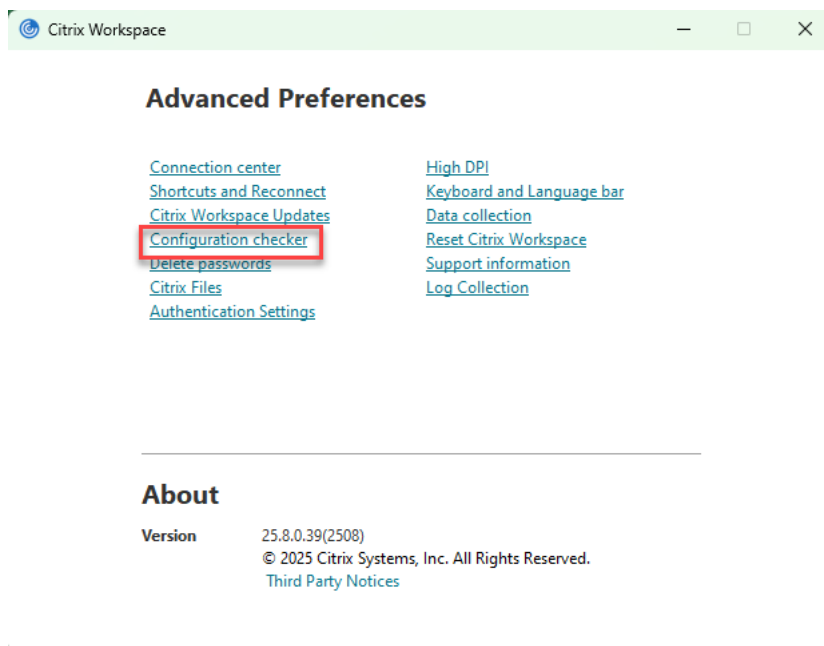 Citrix Workspace
Advanced Preferences
Connection center
Shortcuts and Reconnect
Citrix Workspace Updates
Configuration checker
Delete passwords
Citrix Files
Authentication Settings
High DPI
Keyboard and Language bar
Data collection
Reset Citrix Workspace
Support information
Log Collection
About
Version 25.8.0.39(2508)
© 2025 Citrix Systems, Inc. All Rights Reserved.
Third Party Notices